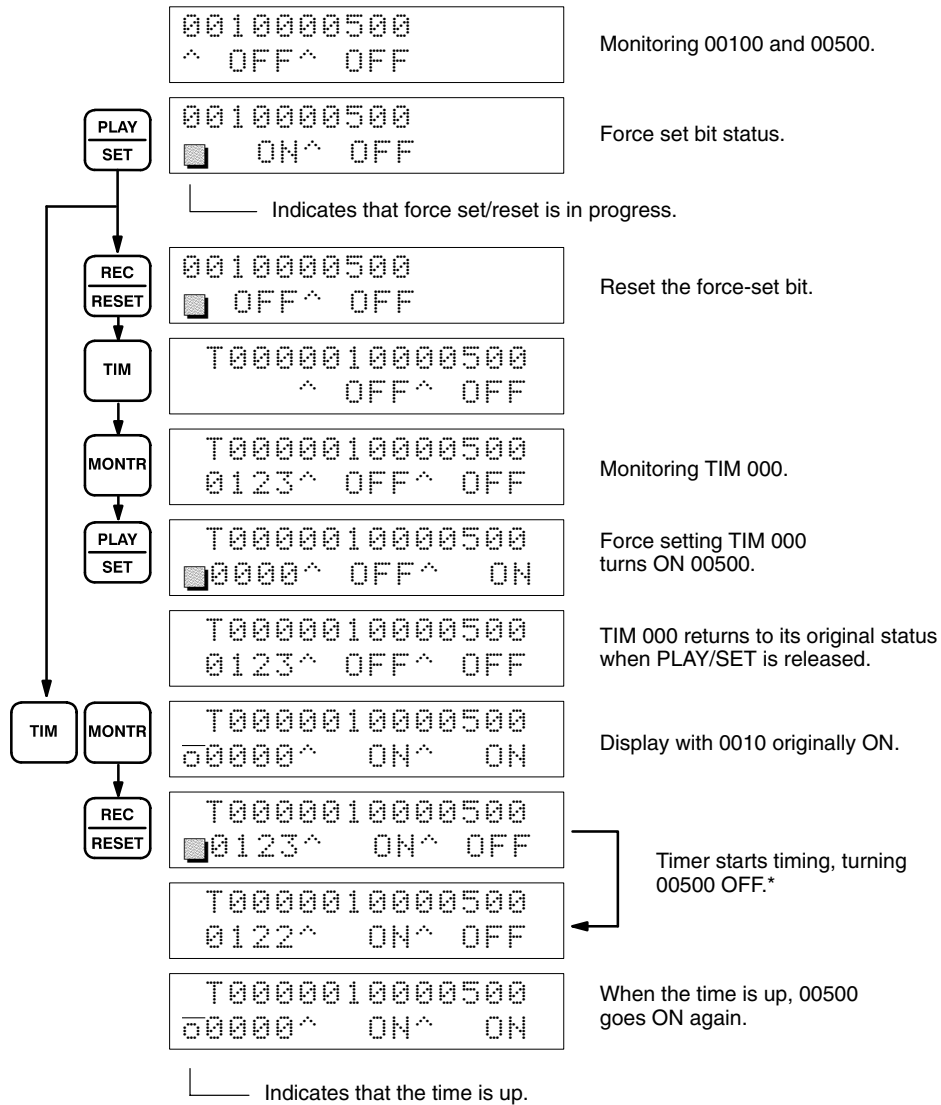 0010000500
^ OFF^ OFF
Monitoring 00100 and 00500.
PLAY
SET
0010000500
ON^ OFF
Force set bit status.
Indicates that force set/reset is in progress.
REC
RESET
0010000500
OFF^ OFF
Reset the force-set bit.
TIM
T0000010000500
^ OFF^ OFF
MONTR
T0000010000500
0123^ OFF^ OFF
Monitoring TIM 000.
PLAY
SET
T0000010000500
0000^ OFF^ ON
Force setting TIM 000
turns ON 00500.
T0000010000500
0123^ OFF^ OFF
TIM 000 returns to its original status
when PLAY/SET is released.
TIM
MONTR
T0000010000500
o̅0000^ ON^ ON
Display with 0010 originally ON.
REC
RESET
T0000010000500
0123^ ON^ OFF
Timer starts timing, turning
00500 OFF.*
T0000010000500
0122^ ON^ OFF
T0000010000500
o̅0000^ ON^ ON
When the time is up, 00500
goes ON again.
Indicates that the time is up.